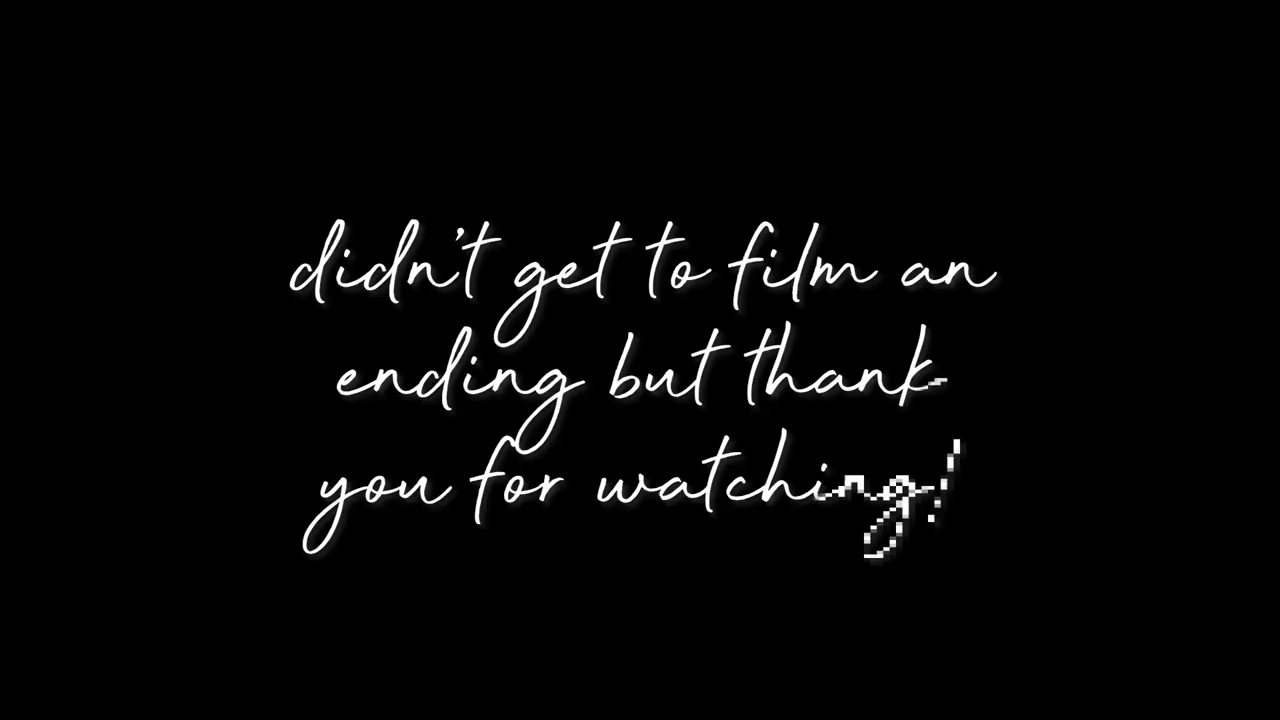 didn't get to film an
ending but thank
you for watching!